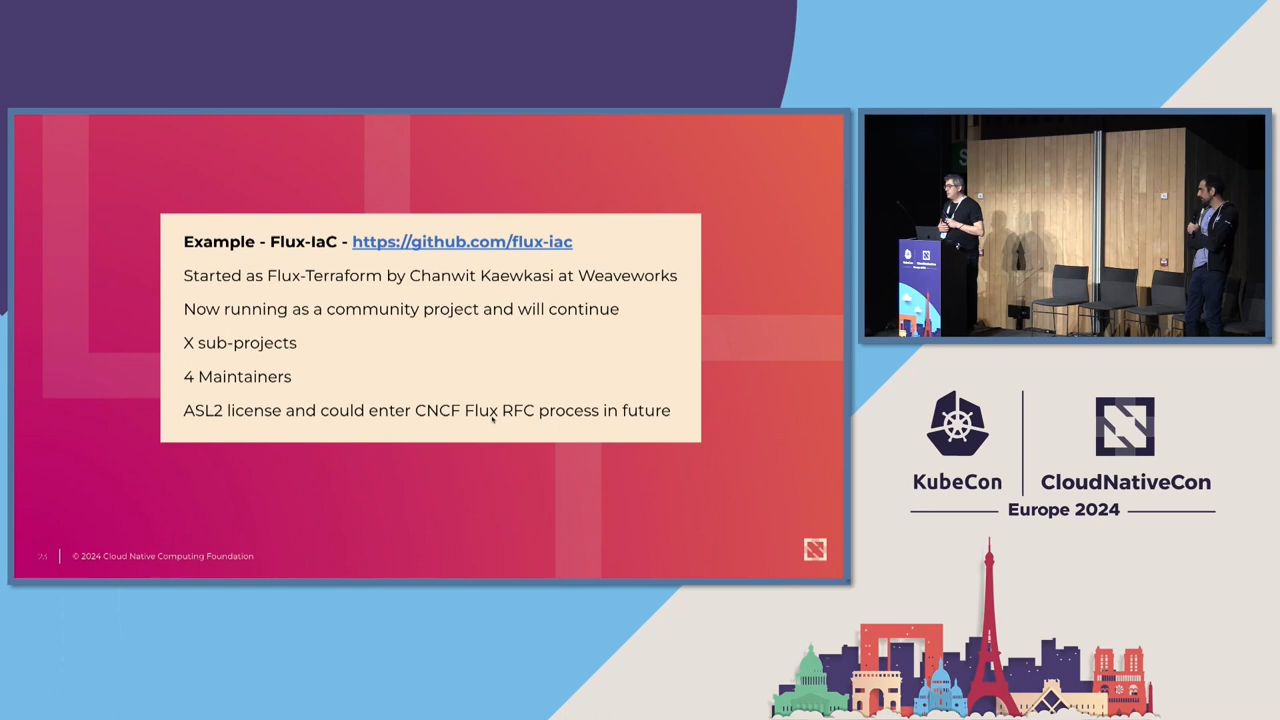 Example - Flux-IaC - https://github.com/flux-iac
Started as Flux-Terraform by Chanwit Kaewkasi at Weaveworks
Now running as a community project and will continue
X sub-projects
4 Maintainers
ASL2 license and could enter CNCF Flux RFC process in future
23
© 2024 Cloud Native Computing Foundation
S
KubeCon
CloudNativeCon
Europe 2024